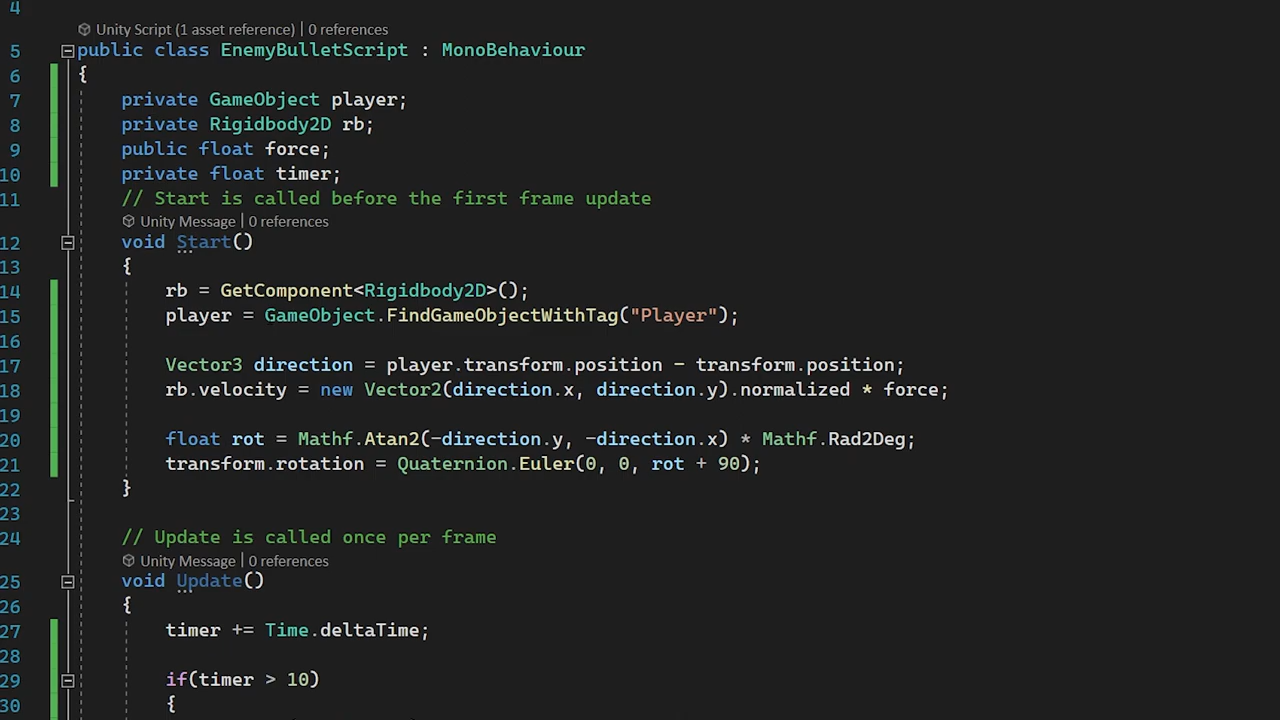 4
Unity Script (1 asset reference) | 0 references
5 public class EnemyBulletScript : MonoBehaviour
6 {
7 private GameObject player;
8 private Rigidbody2D rb;
9 public float force;
10 private float timer;
11 // Start is called before the first frame update
Unity Message | 0 references
12 void Start()
13 {
14 rb = GetComponent<Rigidbody2D>();
15 player = GameObject.FindGameObjectWithTag("Player");
16
17 Vector3 direction = player.transform.position - transform.position;
18 rb.velocity = new Vector2(direction.x, direction.y).normalized * force;
19
20 float rot = Mathf.Atan2(-direction.y, -direction.x) * Mathf.Rad2Deg;
21 transform.rotation = Quaternion.Euler(0, 0, rot + 90);
22 }
23
24 // Update is called once per frame
Unity Message | 0 references
25 void Update()
26 {
27 timer += Time.deltaTime;
28
29 if(timer > 10)
30 {